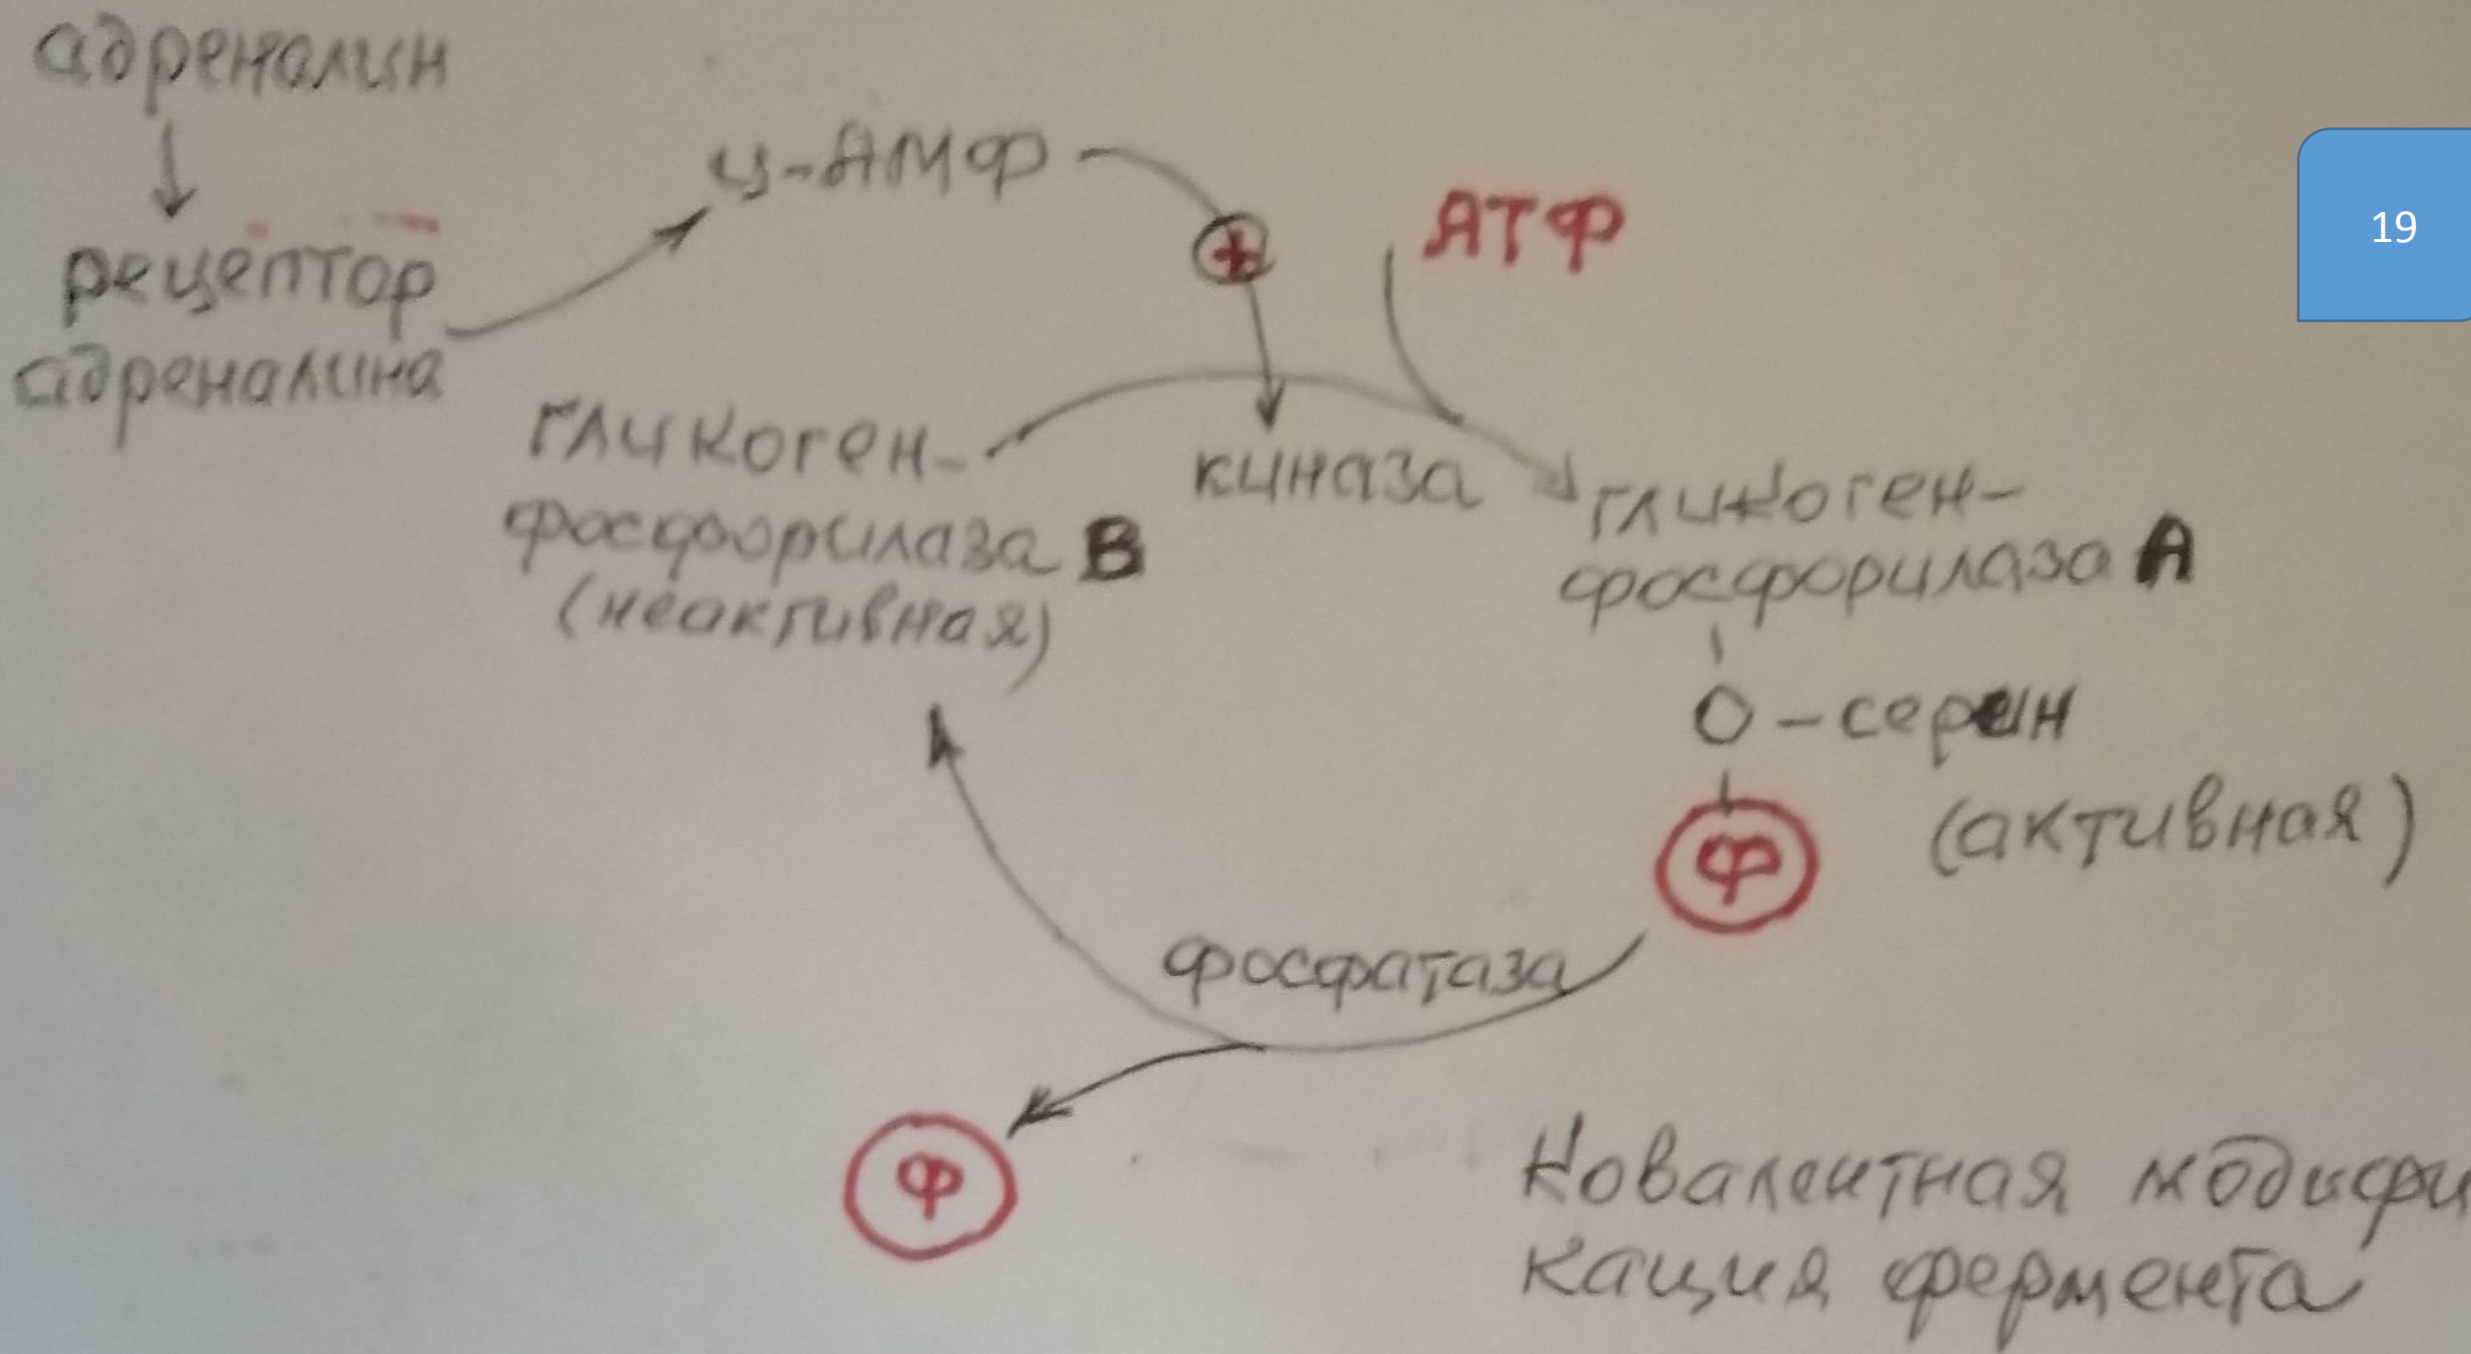 адреналин
рецептор
адреналина
ц-АМФ
+
АТФ
19
гликоген-
фосфорилаза В
(неактивная)
киназа
гликоген-
фосфорилаза А
О-серин
(активная)
Ф
фосфатаза
Ф
Ковалентная модифи
кация фермента